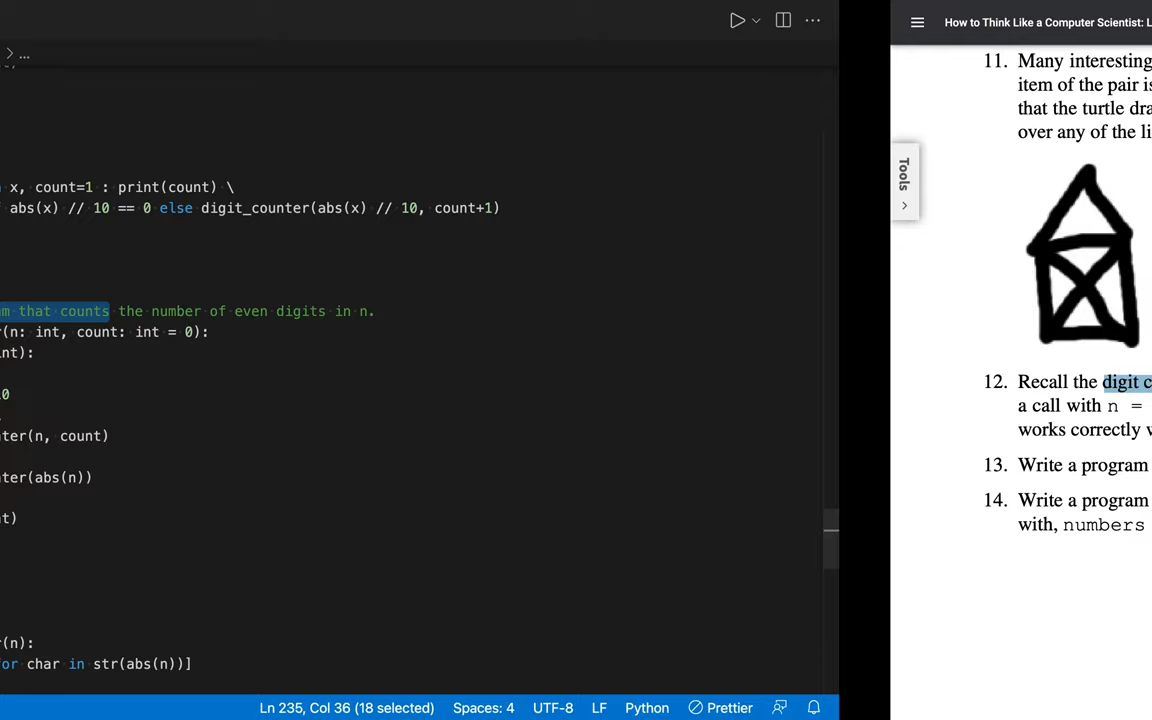 ...
x, count=1 : print(count) \
abs(x) // 10 == 0 else digit_counter(abs(x) // 10, count+1)
that counts the number of even digits in n.
(n: int, count: int = 0):
int):
0
ter(n, count)
ter(abs(n))
t)
r(n):
for char in str(abs(n))]
Ln 235, Col 36 (18 selected) Spaces: 4 UTF-8 LF Python Prettier
How to Think Like a Computer Scientist: L
Tools
11. Many interesting
item of the pair is
that the turtle dra
over any of the li
12. Recall the digit c
a call with n =
works correctly w
13. Write a program
14. Write a program
with, numbers